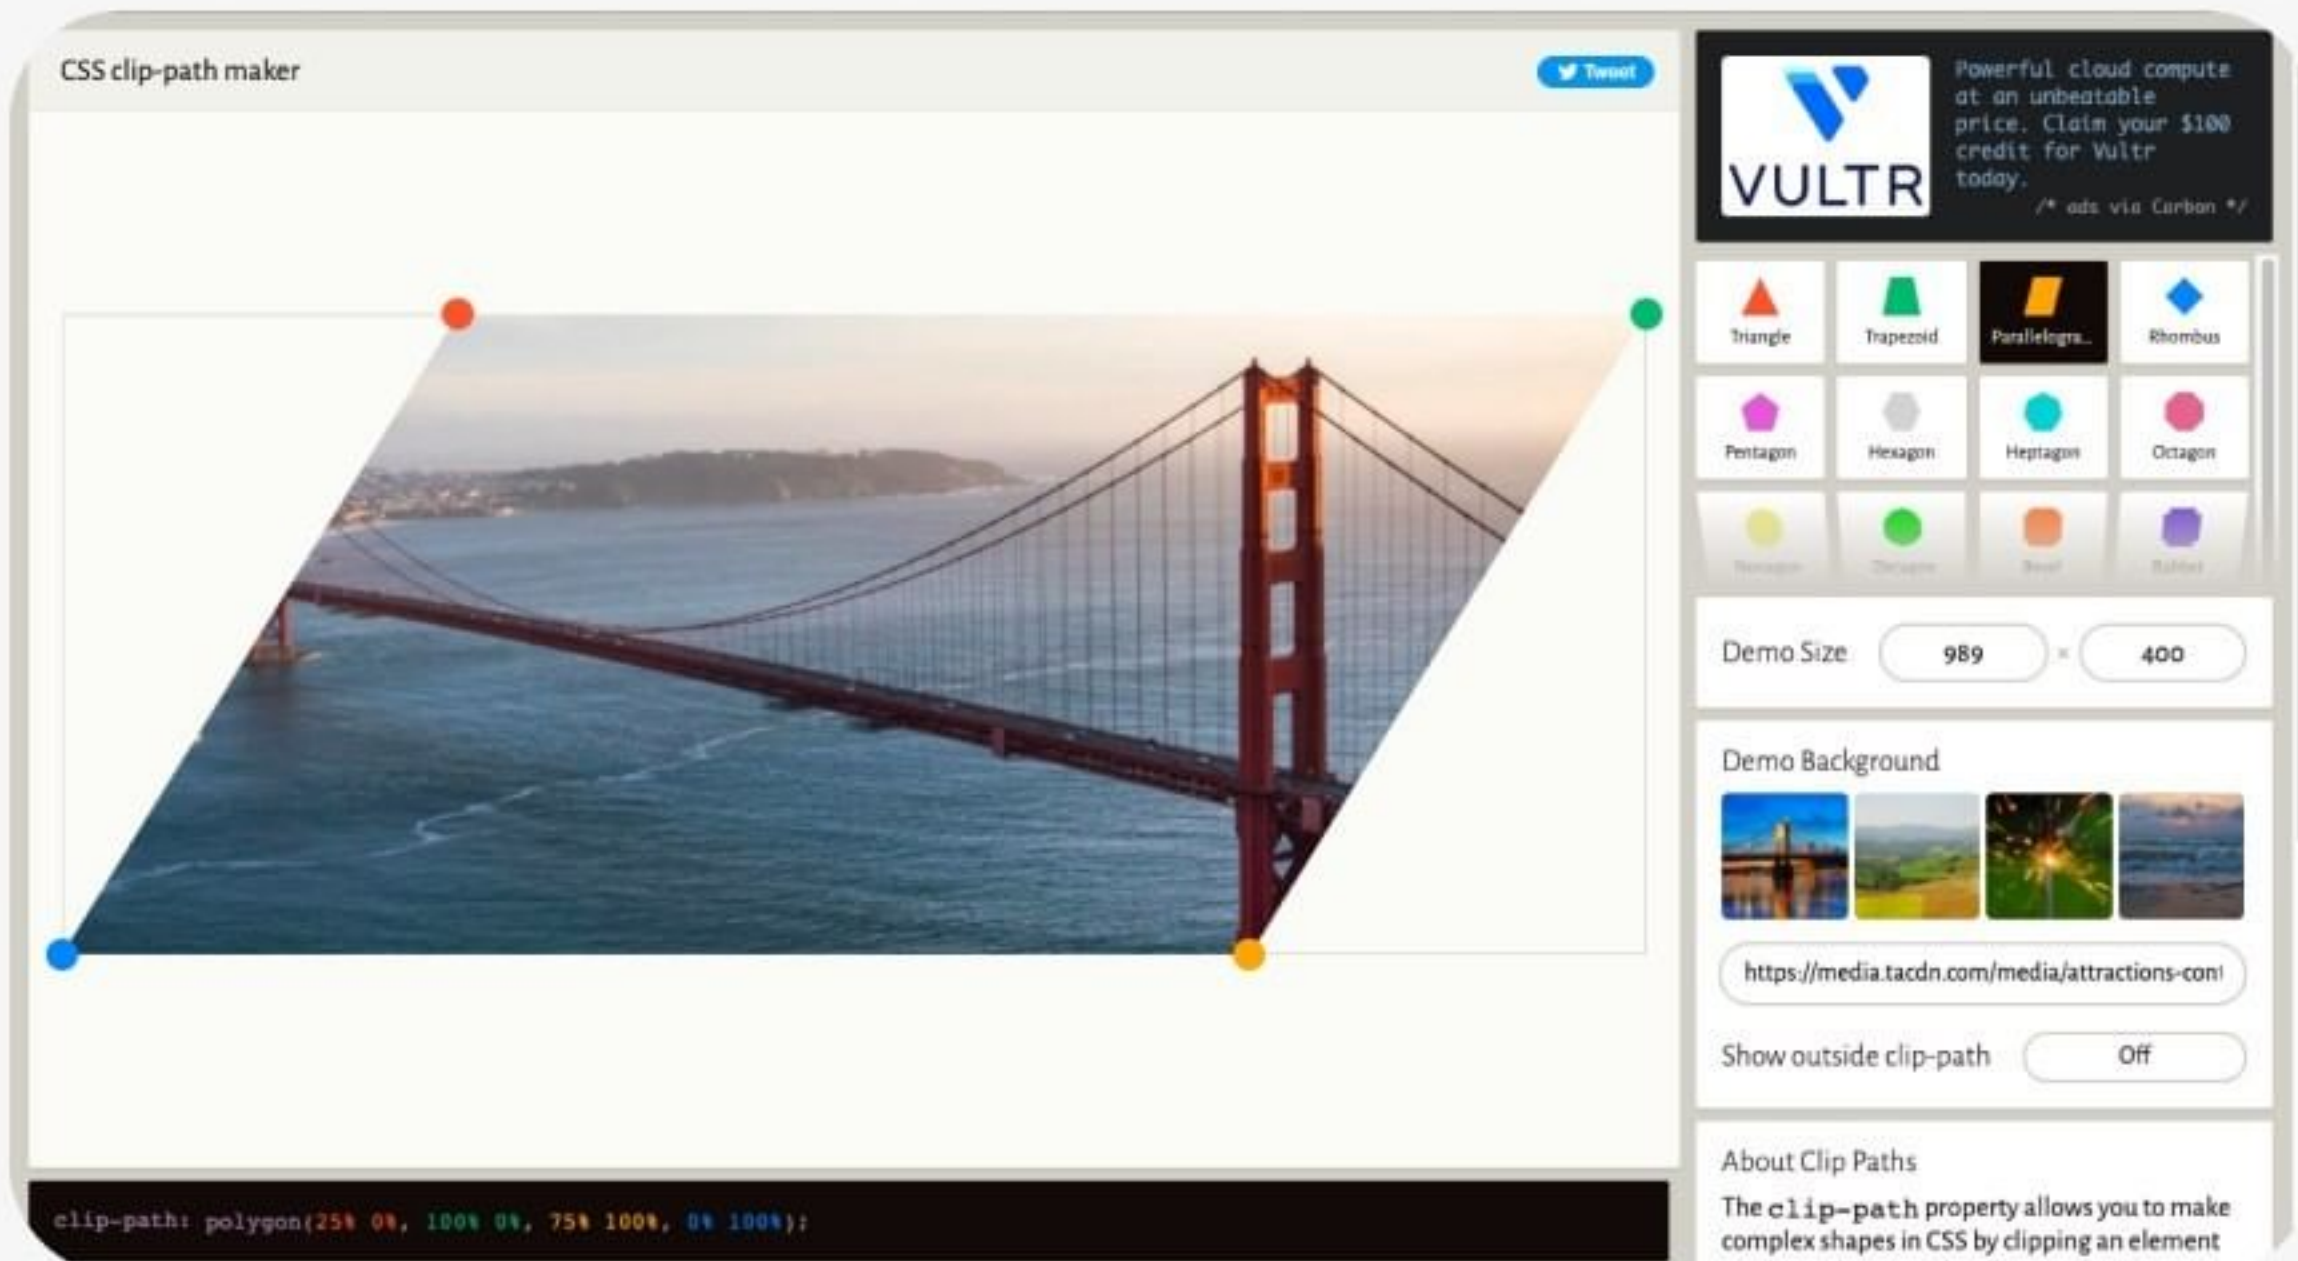 CSS clip-path maker
Tweet
VULTR
Powerful cloud compute
at an unbeatable
price. Claim your $100
credit for Vultr
today.
/* ads via Carbon */
Triangle
Trapezoid
Parallelogra...
Rhombus
Pentagon
Hexagon
Heptagon
Octagon
Nonagon
Decagon
Bevel
Rabbet
Demo Size
989
×
400
Demo Background
https://media.tacdn.com/media/attractions-cont
Show outside clip-path
Off
About Clip Paths
The clip-path property allows you to make
complex shapes in CSS by clipping an element
clip-path: polygon(25% 0%, 100% 0%, 75% 100%, 0% 100%);